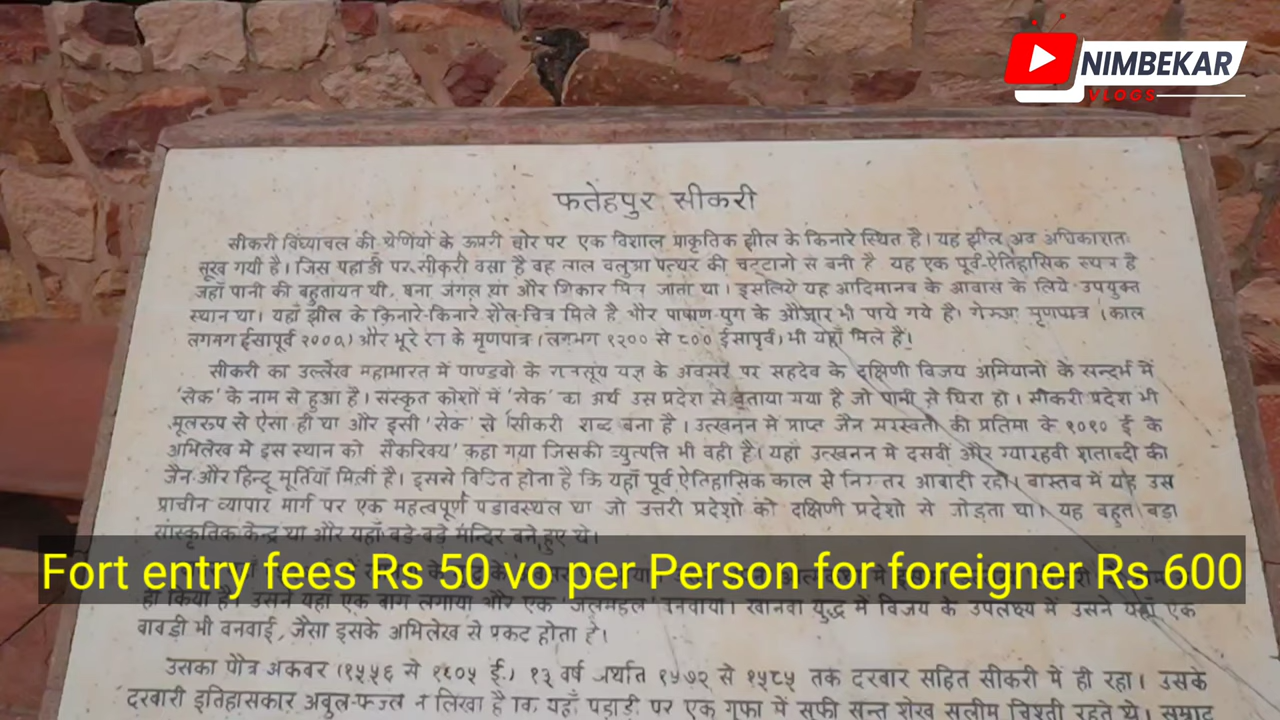 NIMBEKAR
VLOGS
फतेहपुर सीकरी
सीकरी विंध्याचल की श्रेणियों के ऊपरी छोर पर एक विशाल प्राकृतिक झील के किनारे स्थित है। यह झील अब अधिकाशतः
सूख गयी है। जिस पहाड़ी पर सीकरी बसा है वह लाल बलुआ पत्थर की चट्टानो से बनी है यह एक पूर्व-ऐतिहासिक स्थान है
जहाँ पानी की बहुतायत थी, घना जंगल था और शिकार मिल जाता था। इसलिये यह आदिमानव के आवास के लिये उपयुक्त
स्थान था। यहाँ झील के किनारे-किनारे शैल-चित्र मिले है और पाषाण-युग के औजार भी पाये गये है। गेरूआ मृणपात्र (काल
लगभग ईसापूर्व २०००) और भूरे रंग के मृणपात्र (लगभग १२०० से ८०० ईसापूर्व) भी यहाँ मिले है।
सीकरी का उल्लेख महाभारत में पाण्डवो के राजसूय यज्ञ के अवसर पर सहदेव के दक्षिणी विजय अभियानो के सन्दर्भ में
'सेक' के नाम से हुआ है। संस्कृत कोशों में 'सेक' का अर्थ उस प्रदेश से बताया गया है जो पानी से घिरा हो। सीकरी प्रदेश भी
मूलरुप से ऐसा ही था और इसी 'सेक' से सीकरी शब्द बना है। उत्खनन में प्राप्त जैन सरस्वती की प्रतिमा के १०१० ई के
अभिलेख मे इस स्थान को सैकरिक्य' कहा गया जिसकी व्युत्पत्ति भी वही है। यहाँ उत्खनन मे दसवीं और ग्यारहवी शताब्दी की
जैन और हिन्दू मूर्तियाँ मिलीं है। इससे विदित होना है कि यहाँ पूर्व ऐतिहासिक काल से निरन्तर आबादी रही। वास्तव में यह उस
प्राचीन व्यापार मार्ग पर एक महत्वपूर्ण पडावस्थल था जो उत्तरी प्रदेशो को दक्षिणी प्रदेशो से जोड़ता था। यह बहुत बड़ा
सांस्कृतिक केन्द्र था और यहाँ बड़े-बड़े मन्दिर बने हुए थे।
Fort entry fees Rs 50 vo per Person for foreigner Rs 600
ही किया है। उसने यहाँ एक बाग लगाया और एक 'जलमहल' बनवाया। खानवा युद्ध में विजय के उपलक्ष्य में उसने यहाँ एक
बावड़ी भी बनवाई, जैसा इसके अभिलेख से प्रकट होता है।
उसका पौत्र अकबर (१५५६ से १६०५ ई.) १३ वर्ष अर्थात १५७२ से १५८५ तक दरबार सहित सीकरी में ही रहा। उसके
दरबारी इतिहासकार अबुल-फज्ल न लिखा है कि यहाँ पहाड़ी पर एक गुफा में सूफी सन्त शेख सलीम चिश्ती रहते थे। सम्राट